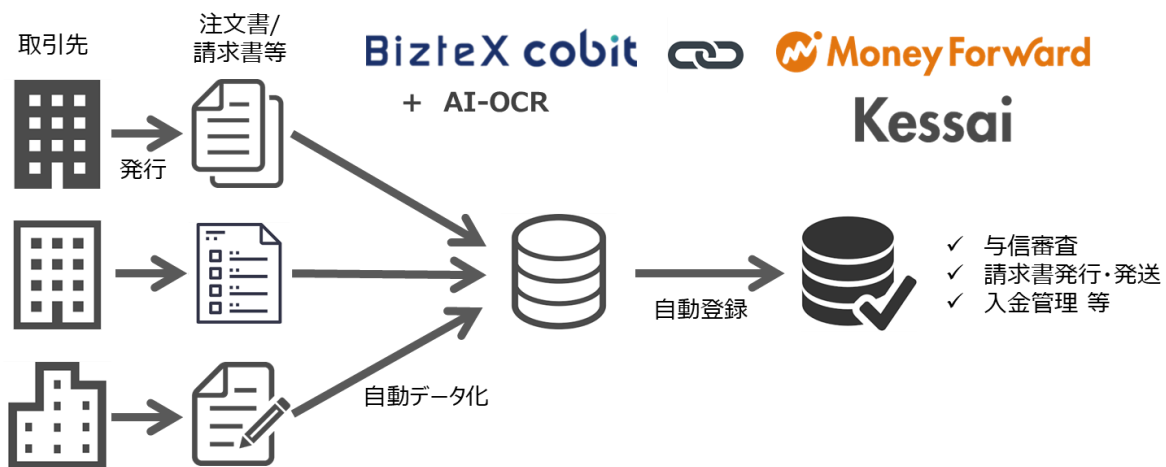 取引先
注文書/
請求書等
BizteX cobit
+ AI-OCR
Money Forward
Kessai
発行
自動データ化
自動登録
✓ 与信審査
✓ 請求書発行・発送
✓ 入金管理 等